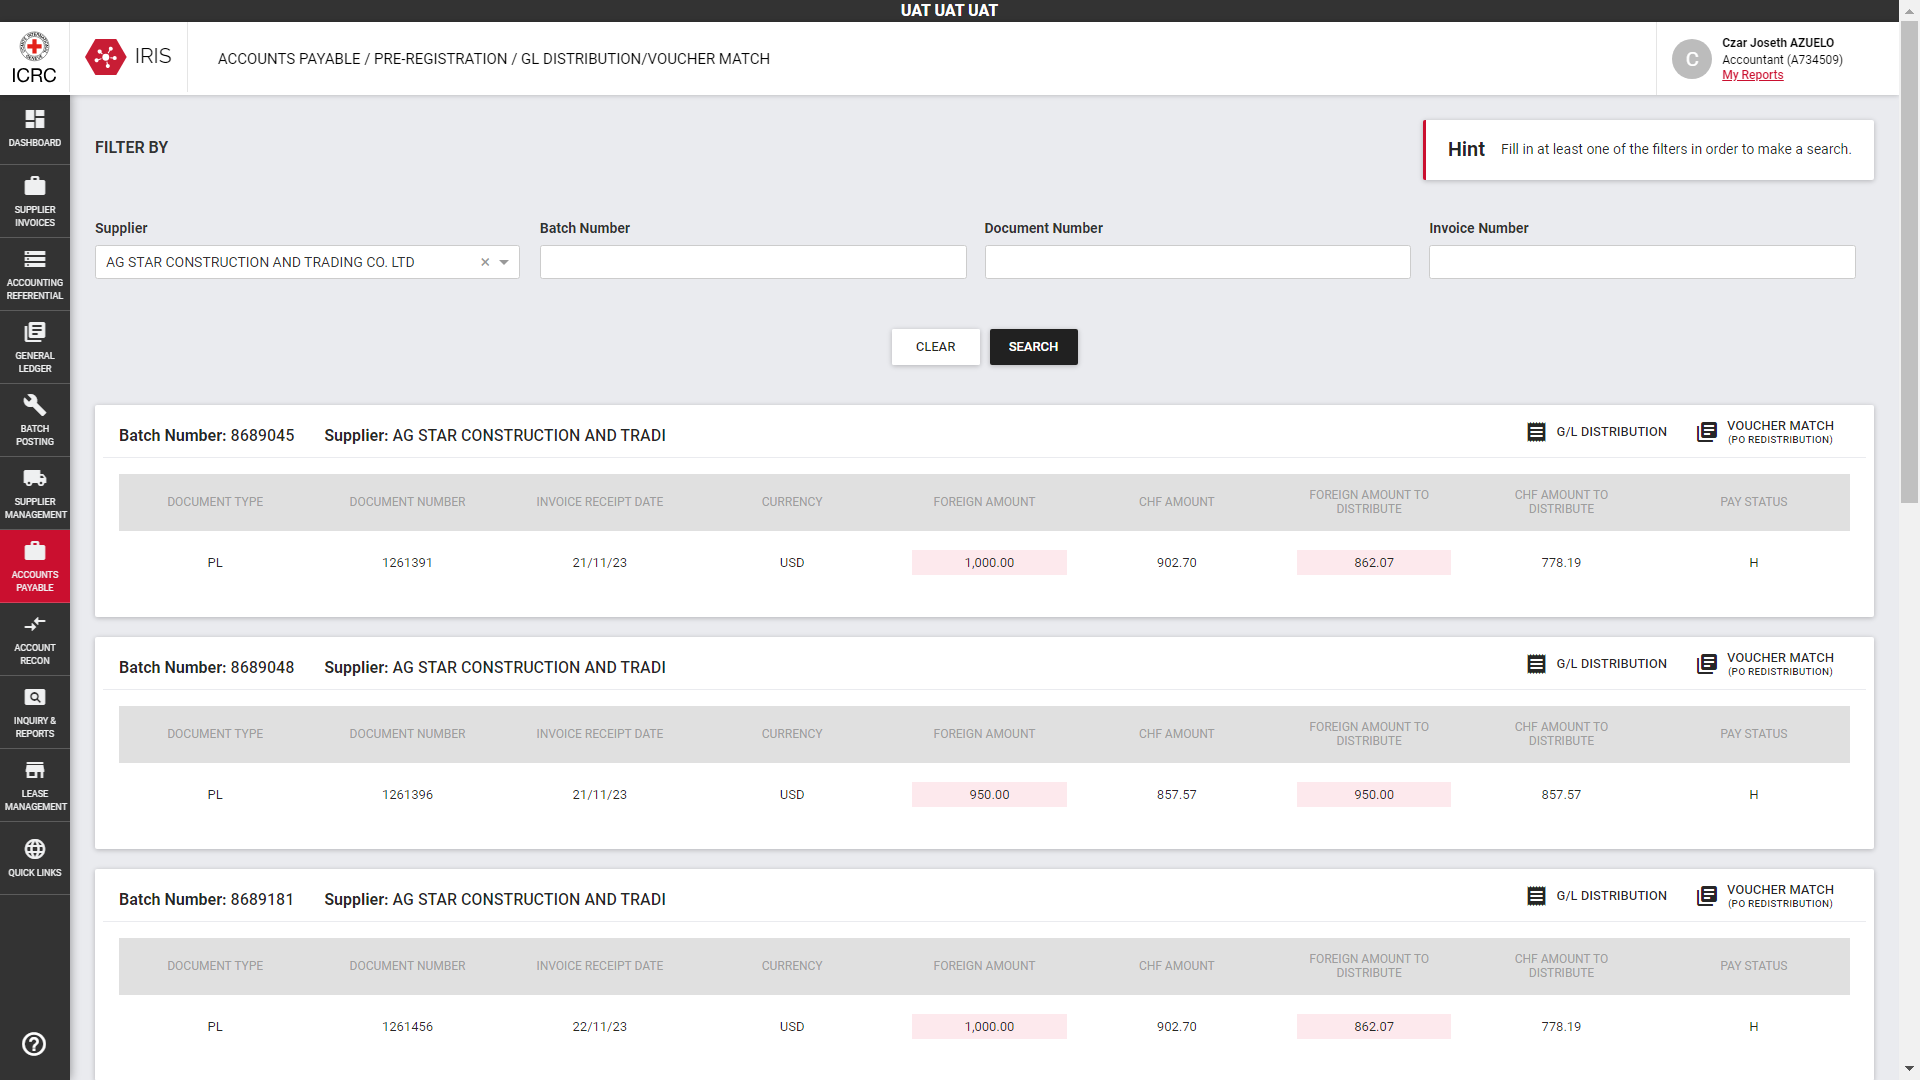 UAT UAT UAT
ICRC
IRIS
ACCOUNTS PAYABLE / PRE-REGISTRATION / GL DISTRIBUTION/VOUCHER MATCH
C
Czar Joseth AZUELO
Accountant (A734509)
My Reports
DASHBOARD
SUPPLIER
INVOICES
ACCOUNTING
REFERENTIAL
GENERAL
LEDGER
BATCH
POSTING
SUPPLIER
MANAGEMENT
ACCOUNTS
PAYABLE
ACCOUNT
RECON
INQUIRY &
REPORTS
LEASE
MANAGEMENT
QUICK LINKS
FILTER BY
Hint Fill in at least one of the filters in order to make a search.
Supplier Batch Number Document Number Invoice Number
AG STAR CONSTRUCTION AND TRADING CO. LTD
CLEAR SEARCH
Batch Number: 8689045 Supplier: AG STAR CONSTRUCTION AND TRADI
G/L DISTRIBUTION
VOUCHER MATCH
(PO REDISTRIBUTION)
DOCUMENT TYPE DOCUMENT NUMBER INVOICE RECEIPT DATE CURRENCY FOREIGN AMOUNT CHF AMOUNT FOREIGN AMOUNT TO DISTRIBUTE CHF AMOUNT TO DISTRIBUTE PAY STATUS
PL 1261391 21/11/23 USD 1,000.00 902.70 862.07 778.19 H
Batch Number: 8689048 Supplier: AG STAR CONSTRUCTION AND TRADI
G/L DISTRIBUTION
VOUCHER MATCH
(PO REDISTRIBUTION)
DOCUMENT TYPE DOCUMENT NUMBER INVOICE RECEIPT DATE CURRENCY FOREIGN AMOUNT CHF AMOUNT FOREIGN AMOUNT TO DISTRIBUTE CHF AMOUNT TO DISTRIBUTE PAY STATUS
PL 1261396 21/11/23 USD 950.00 857.57 950.00 857.57 H
Batch Number: 8689181 Supplier: AG STAR CONSTRUCTION AND TRADI
G/L DISTRIBUTION
VOUCHER MATCH
(PO REDISTRIBUTION)
DOCUMENT TYPE DOCUMENT NUMBER INVOICE RECEIPT DATE CURRENCY FOREIGN AMOUNT CHF AMOUNT FOREIGN AMOUNT TO DISTRIBUTE CHF AMOUNT TO DISTRIBUTE PAY STATUS
PL 1261456 22/11/23 USD 1,000.00 902.70 862.07 778.19 H